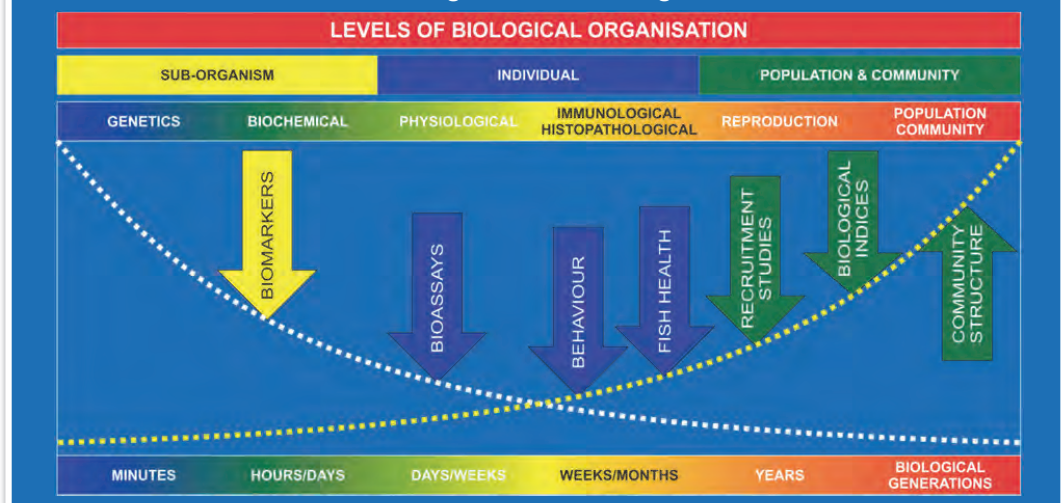 LEVELS OF BIOLOGICAL ORGANISATION
SUB-ORGANISM
INDIVIDUAL
POPULATION & COMMUNITY
GENETICS
BIOCHEMICAL
PHYSIOLOGICAL
IMMUNOLOGICAL
HISTOPATHOLOGICAL
REPRODUCTION
POPULATION
COMMUNITY
BIOMARKERS
BIOASSAYS
BEHAVIOUR
FISH HEALTH
RECRUITMENT
STUDIES
BIOLOGICAL
INDICES
COMMUNITY
STRUCTURE
MINUTES
HOURS/DAYS
DAYS/WEEKS
WEEKS/MONTHS
YEARS
BIOLOGICAL
GENERATIONS